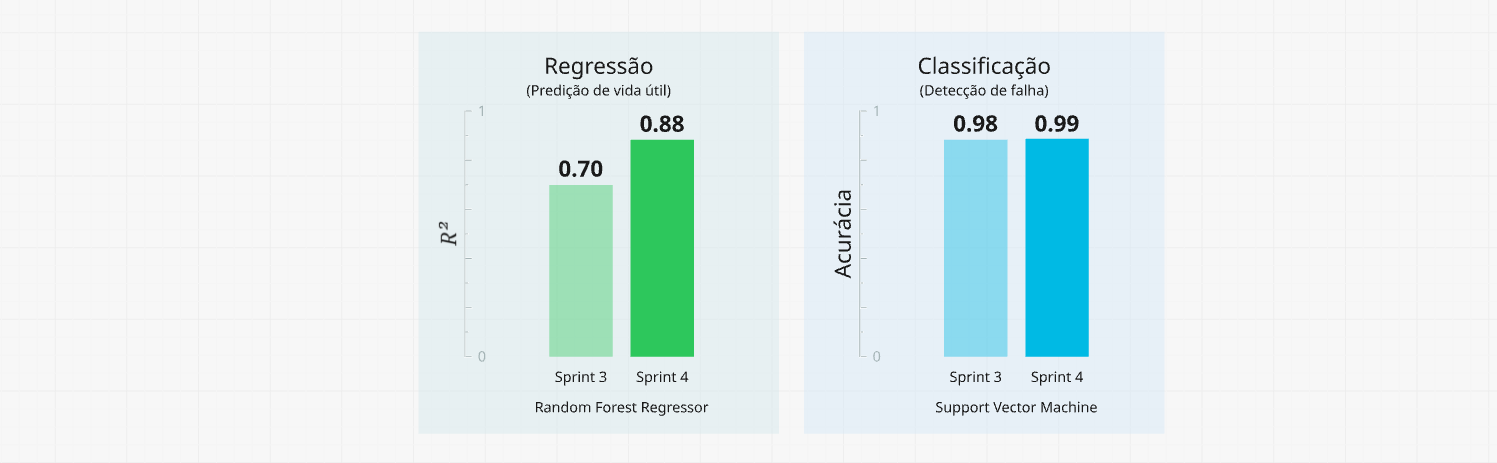 Regressão
(Predição de vida útil)
1
0.70
0.88
R²
0
Sprint 3
Sprint 4
Random Forest Regressor
Classificação
(Detecção de falha)
1
0.98
0.99
Acurácia
0
Sprint 3
Sprint 4
Support Vector Machine